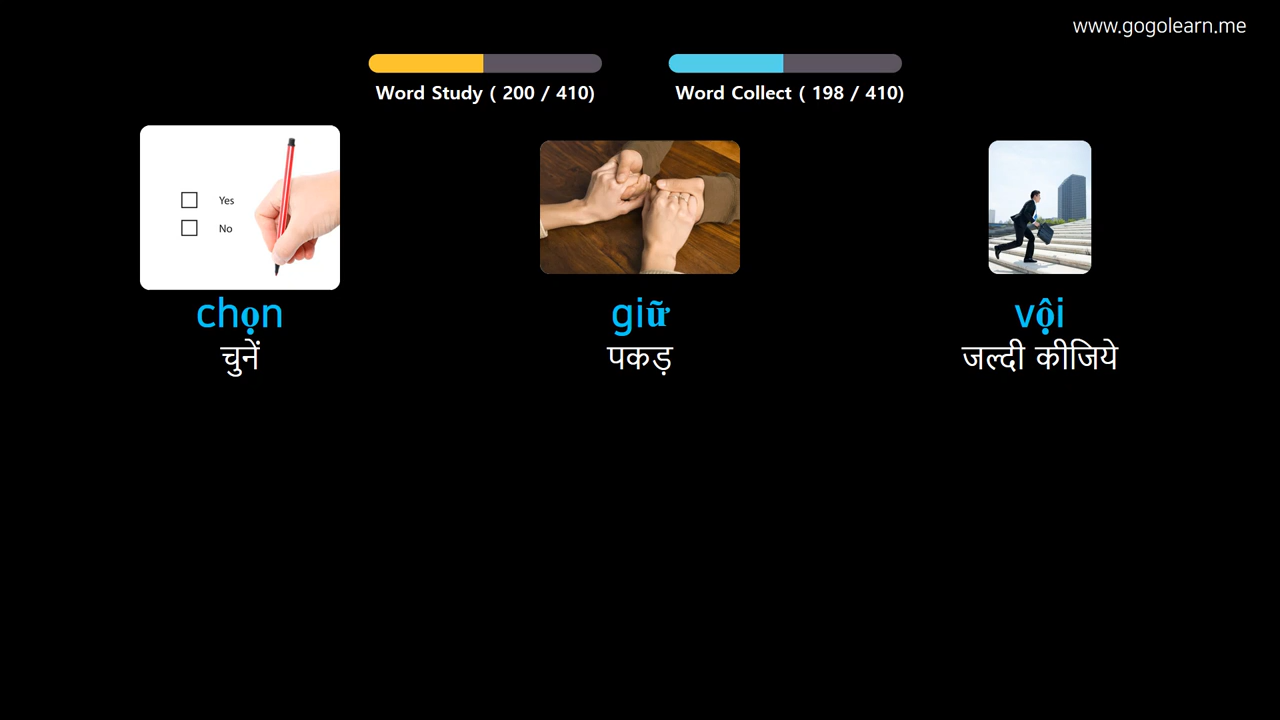 www.gogolearn.me
Word Study ( 200 / 410)
Word Collect ( 198 / 410)
Yes
No
chọn
चुनें
giữ
पकड़
vội
जल्दी कीजिये